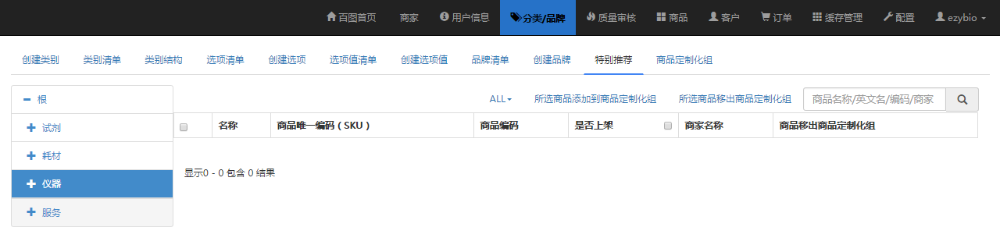 百图首页 商家 用户信息 分类/品牌 质量审核 商品 客户 订单 缓存管理 配置 ezybio
创建类别 类别清单 类别结构 选项清单 创建选项 选项值清单 创建选项值 品牌清单 创建品牌 特别推荐 商品定制化组
根
试剂
耗材
仪器
服务
ALL 所选商品添加到商品定制化组 所选商品移出商品定制化组 商品名称/英文名/编码/商家
名称 商品唯一编码（SKU） 商品编码 是否上架 商家名称 商品移出商品定制化组
显示0 - 0 包含 0 结果